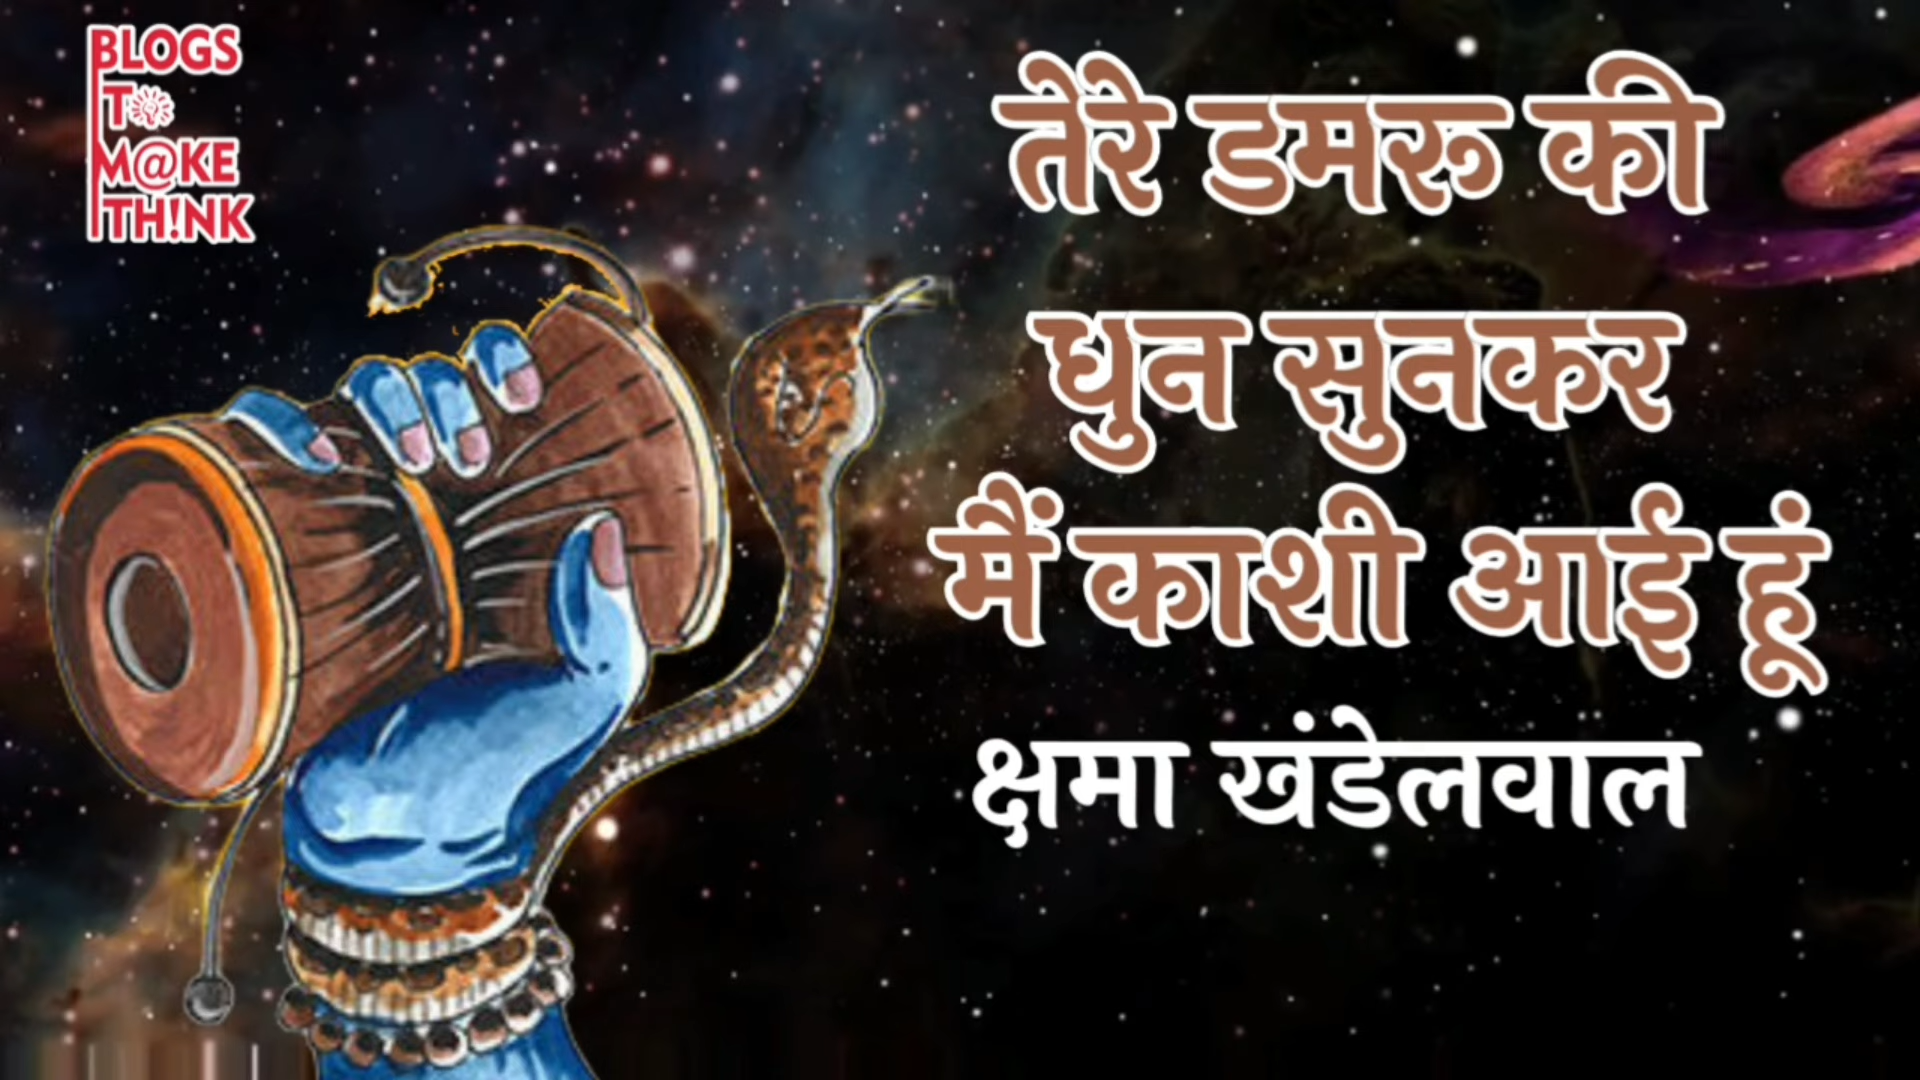 BLOGS
TO
M@KE
TH!NK
तेरे डमरू की
धुन सुनकर
मैं काशी आई हूं
क्षमा खंडेलवाल